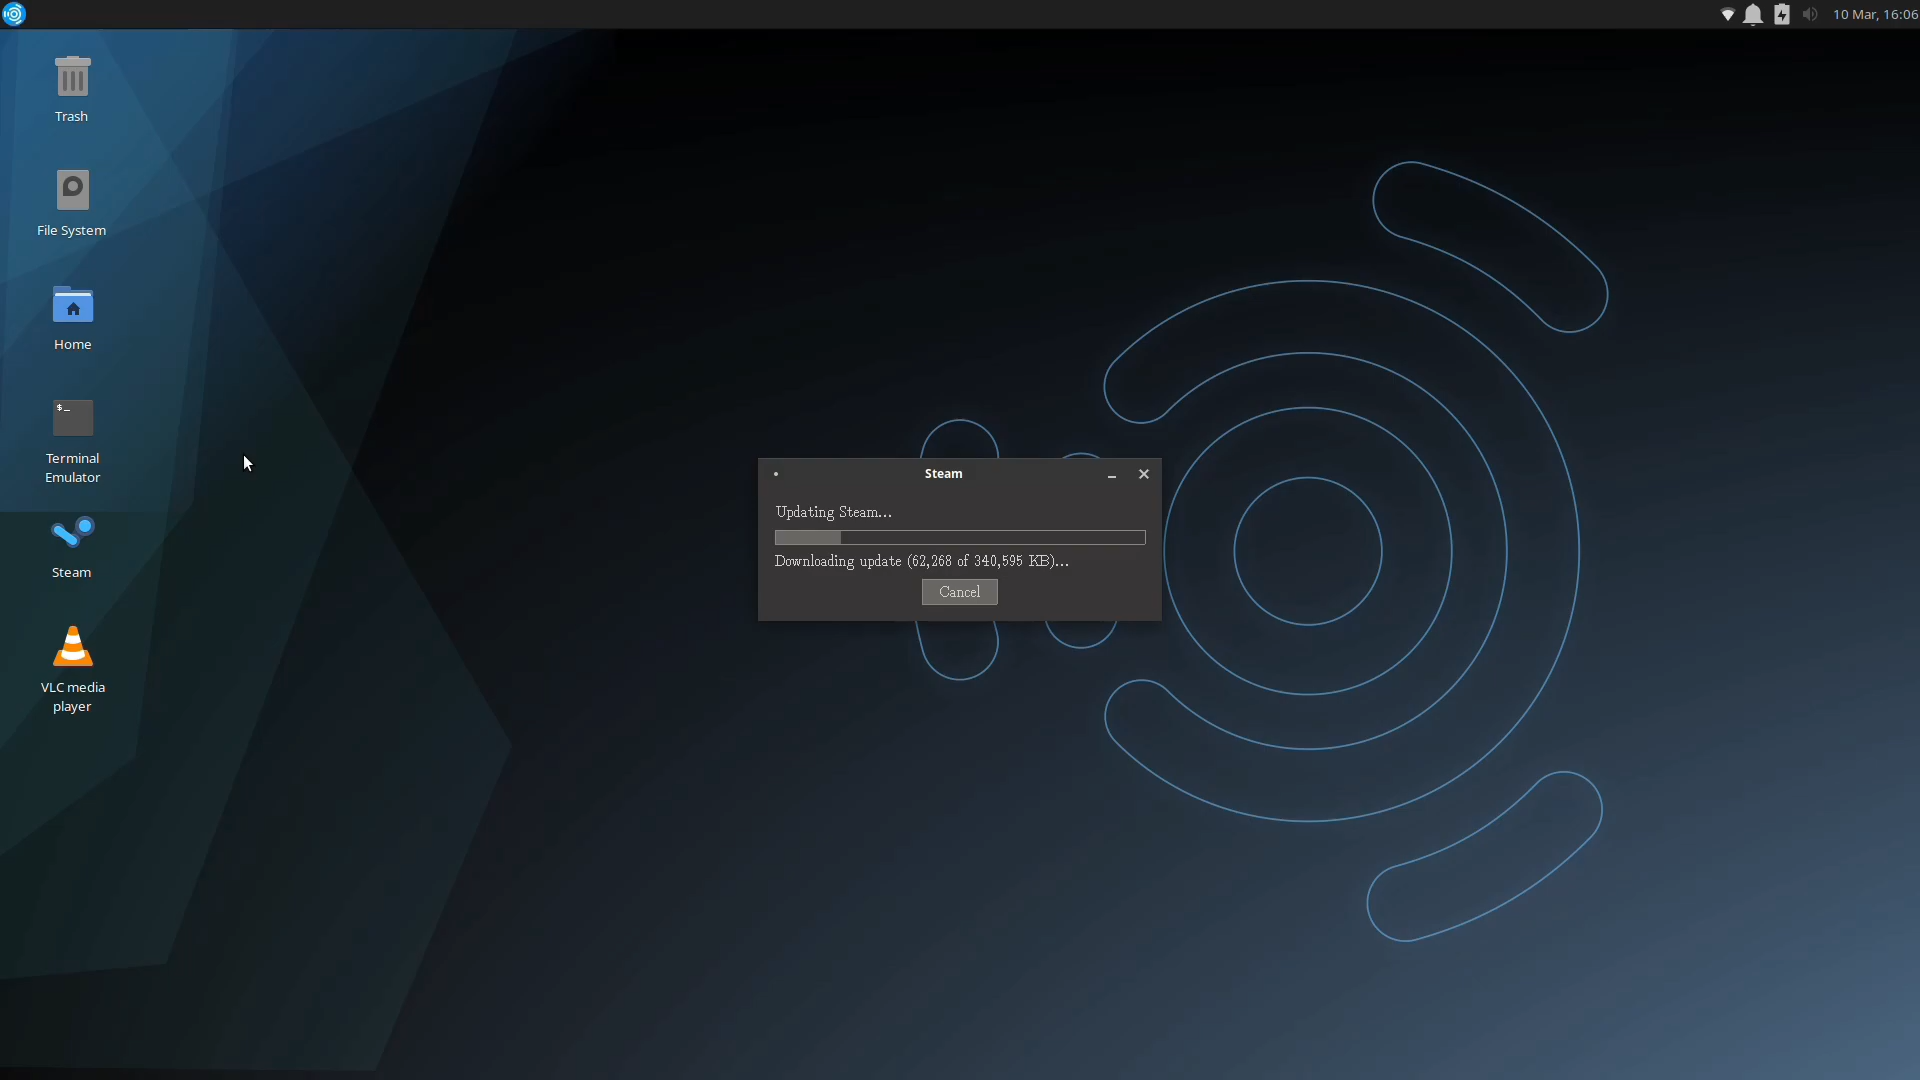 10 Mar, 16:06
Trash
File System
Home
$_
Terminal
Emulator
Steam
VLC media
player
Steam
Updating Steam...
Downloading update (62,268 of 340,595 KB)...
Cancel